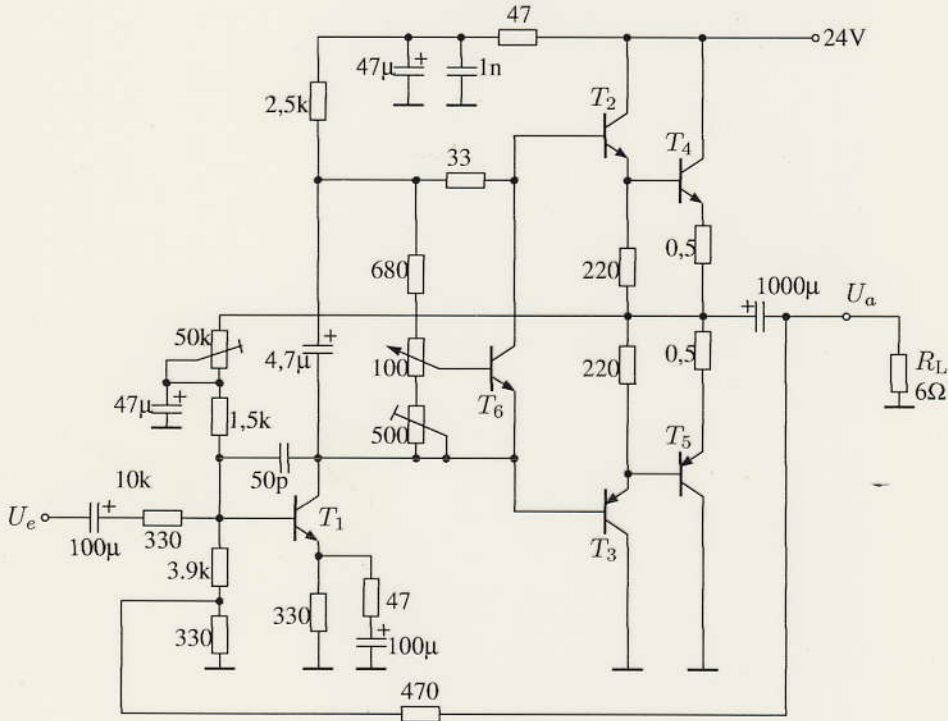 47
24V
47µ +
1n
2,5k
T2
T4
33
680
220
0,5
1000µ
Ua
+
50k
4,7µ
+
100
T6
220
0,5
RL
6Ω
47µ
+
1,5k
500
T5
50p
10k
Ue
+
100µ
330
T1
T3
3.9k
330
47
+
100µ
330
470